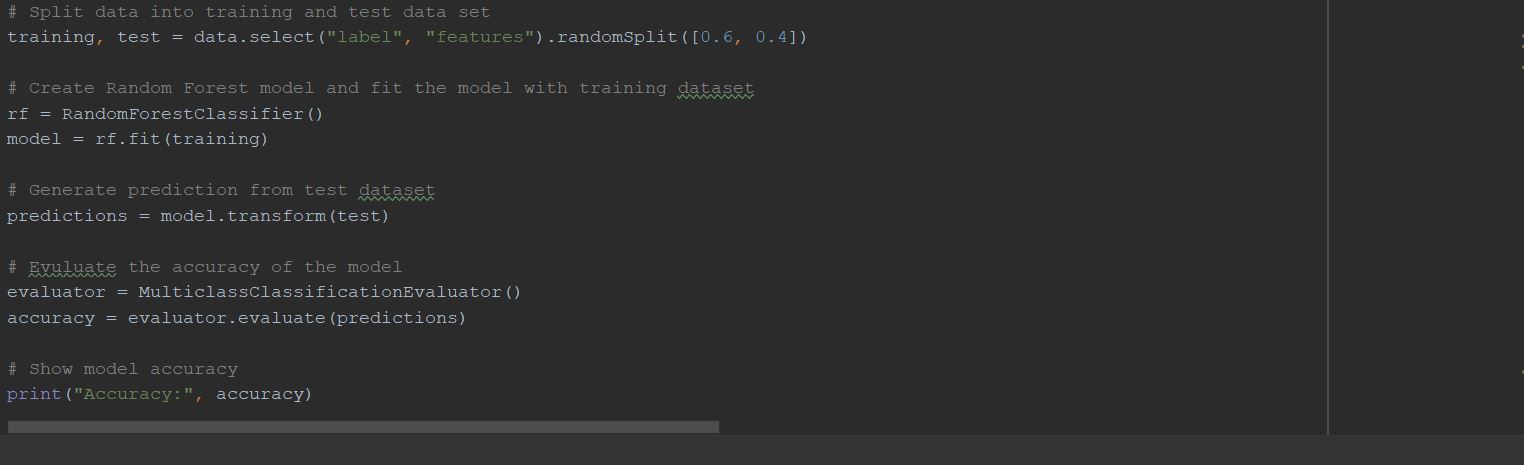 # Split data into training and test data set
training, test = data.select("label", "features").randomSplit([0.6, 0.4])
# Create Random Forest model and fit the model with training dataset
rf = RandomForestClassifier()
model = rf.fit(training)
# Generate prediction from test dataset
predictions = model.transform(test)
# Evuluate the accuracy of the model
evaluator = MulticlassClassificationEvaluator()
accuracy = evaluator.evaluate(predictions)
# Show model accuracy
print("Accuracy:", accuracy)